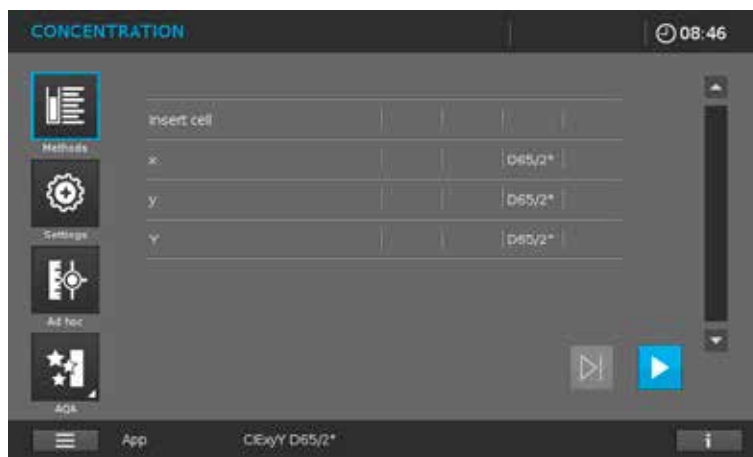 CONCENTRATION 08:46
Methods
Insert cell
x D65/2°
Settings
y D65/2°
Y D65/2°
Ad hoc
AQA
App CIExyY D65/2°
i